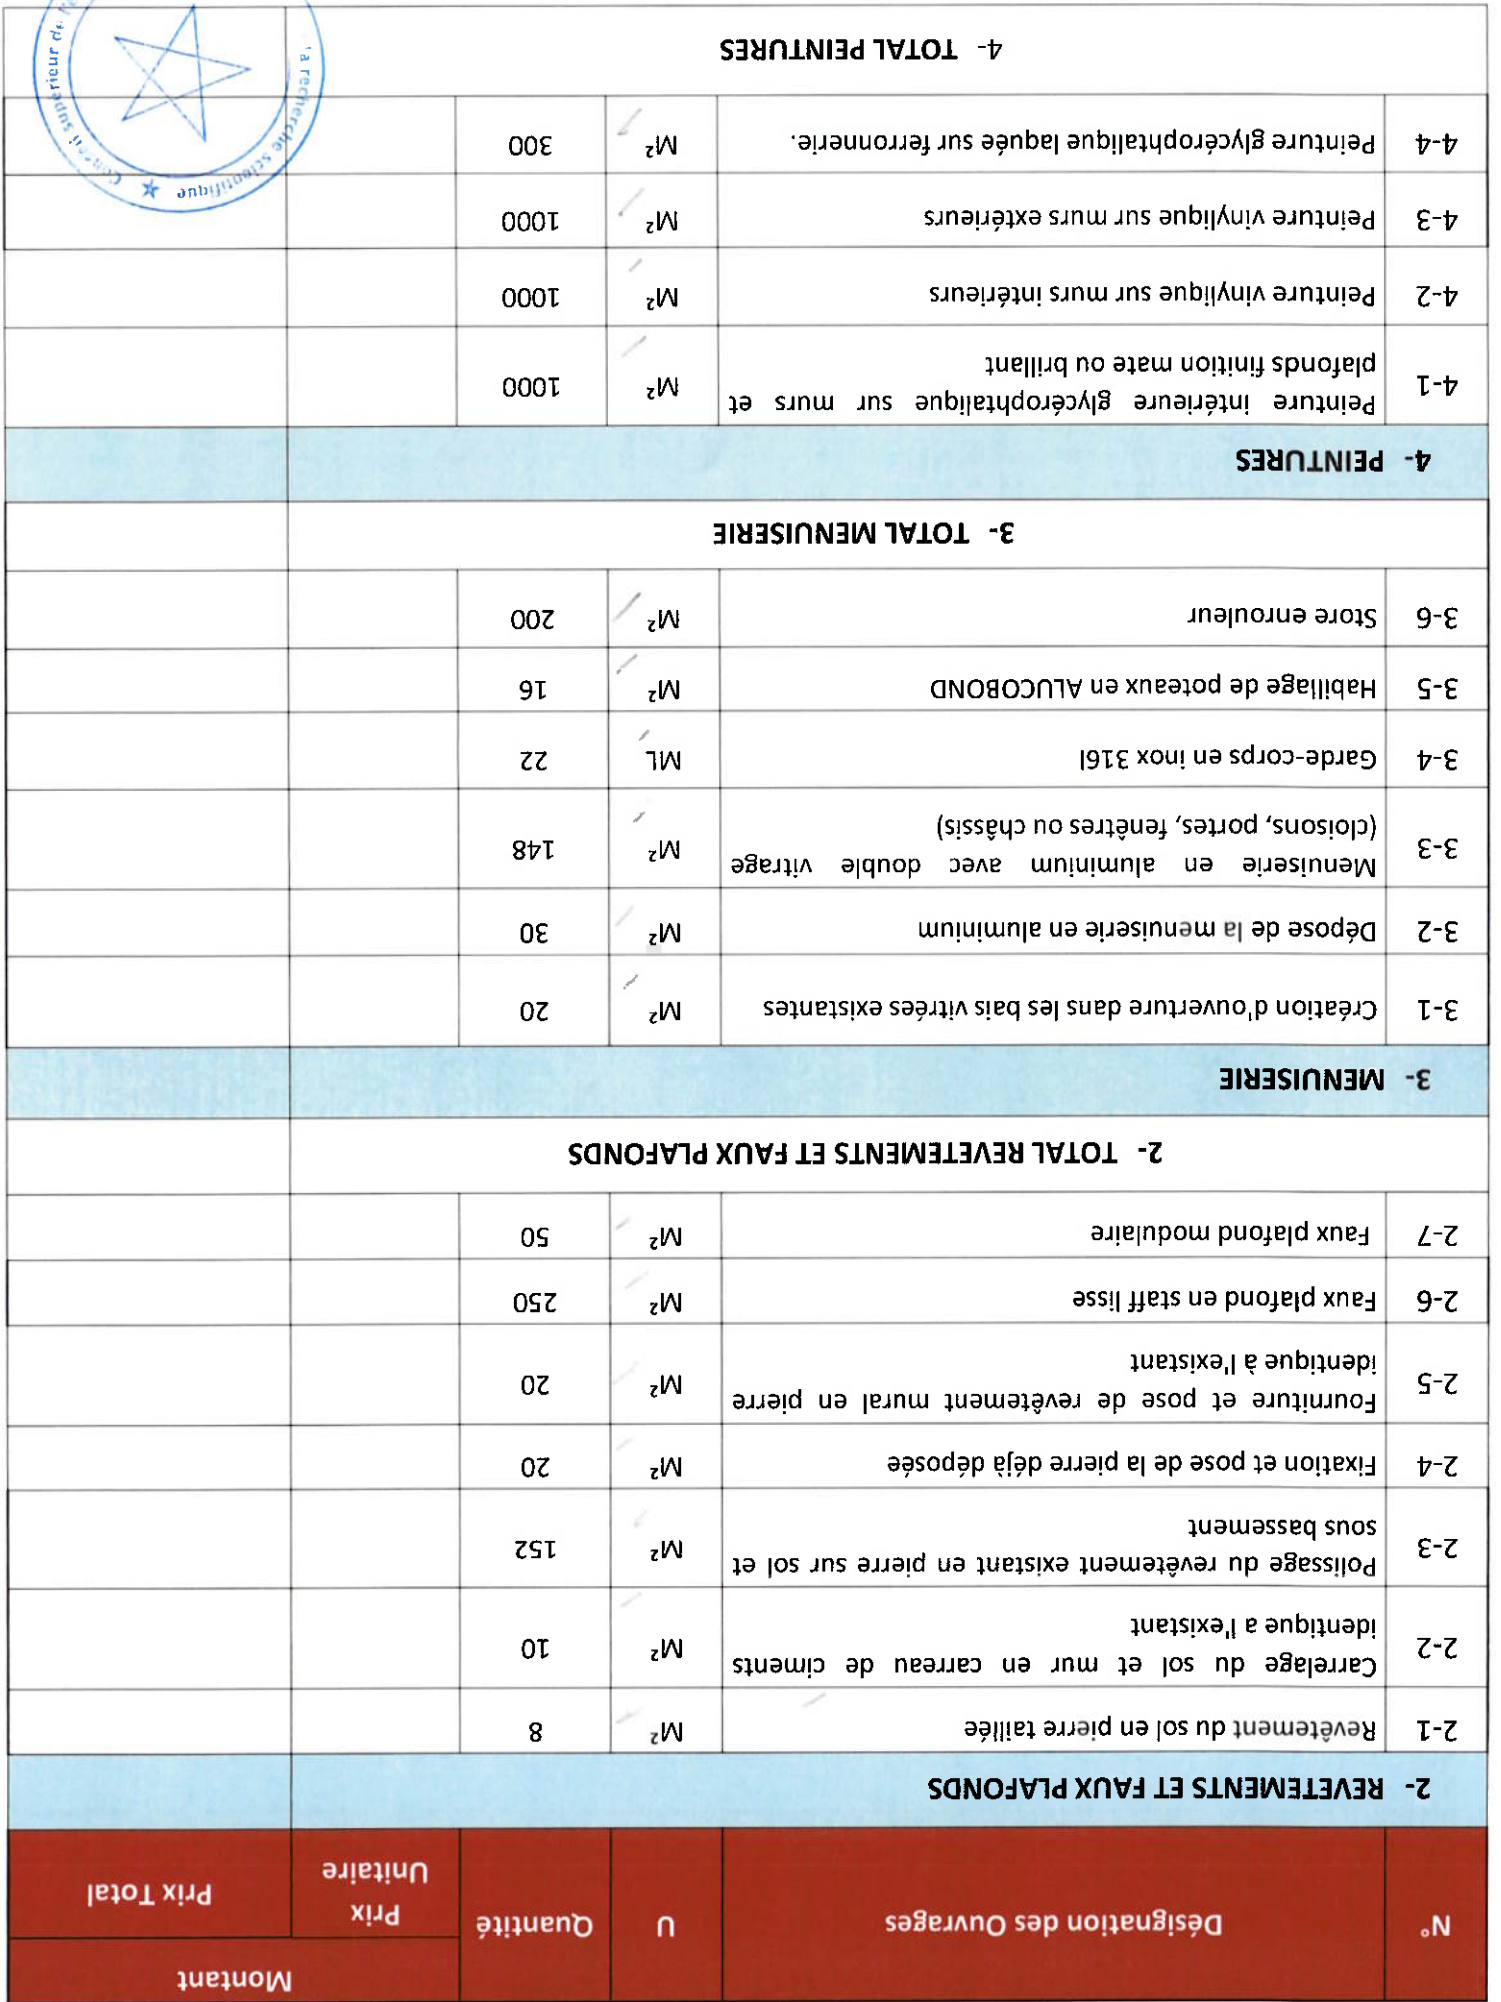 N° Désignation des Ouvrages U Quantité Montant
Prix Unitaire Prix Total
2- REVETEMENTS ET FAUX PLAFONDS
2-1 Revêtement du sol en pierre taillée M² 8
2-2 Carrelage du sol et mur en carreau de ciments M² 10
identique a l'existant
2-3 Polissage du revêtement existant en pierre sur sol et M² 152
sous bassement
2-4 Fixation et pose de la pierre déjà déposée M² 20
2-5 Fourniture et pose de revêtement mural en pierre M² 20
identique à l'existant
2-6 Faux plafond en staff lisse M² 250
2-7 Faux plafond modulaire M² 50
2- TOTAL REVETEMENTS ET FAUX PLAFONDS
3- MENUISERIE
3-1 Création d'ouverture dans les bais vitrées existantes M² 20
3-2 Dépose de la menuiserie en aluminium M² 30
3-3 Menuiserie en aluminium avec double vitrage M² 148
(cloisons, portes, fenêtres ou châssis)
3-4 Garde-corps en inox 316l ML 22
3-5 Habillage de poteaux en ALUCOBOND M² 16
3-6 Store enrouleur M² 200
3- TOTAL MENUISERIE
4- PEINTURES
4-1 Peinture intérieure glycérophtalique sur murs et M² 1000
plafonds finition mate ou brillant
4-2 Peinture vinylique sur murs intérieurs M² 1000
4-3 Peinture vinylique sur murs extérieurs M² 1000
4-4 Peinture glycérophtalique laquée sur ferronnerie. M² 300
4- TOTAL PEINTURES
la recherche scientifique ★ Conseil supérieur de